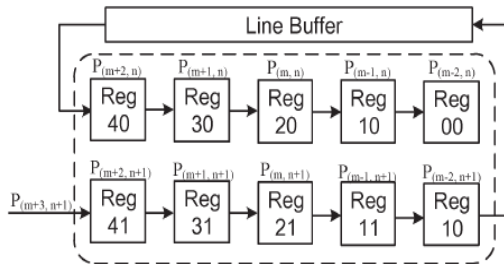 Line Buffer
P(m+2, n) P(m+1, n) P(m, n) P(m-1, n) P(m-2, n)
Reg 40 Reg 30 Reg 20 Reg 10 Reg 00
P(m+2, n+1) P(m+1, n+1) P(m, n+1) P(m-1, n+1) P(m-2, n+1)
P(m+3, n+1)
Reg 41 Reg 31 Reg 21 Reg 11 Reg 10